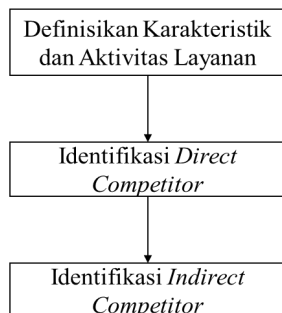 Definisikan Karakteristik
dan Aktivitas Layanan
Identifikasi Direct
Competitor
Identifikasi Indirect
Competitor